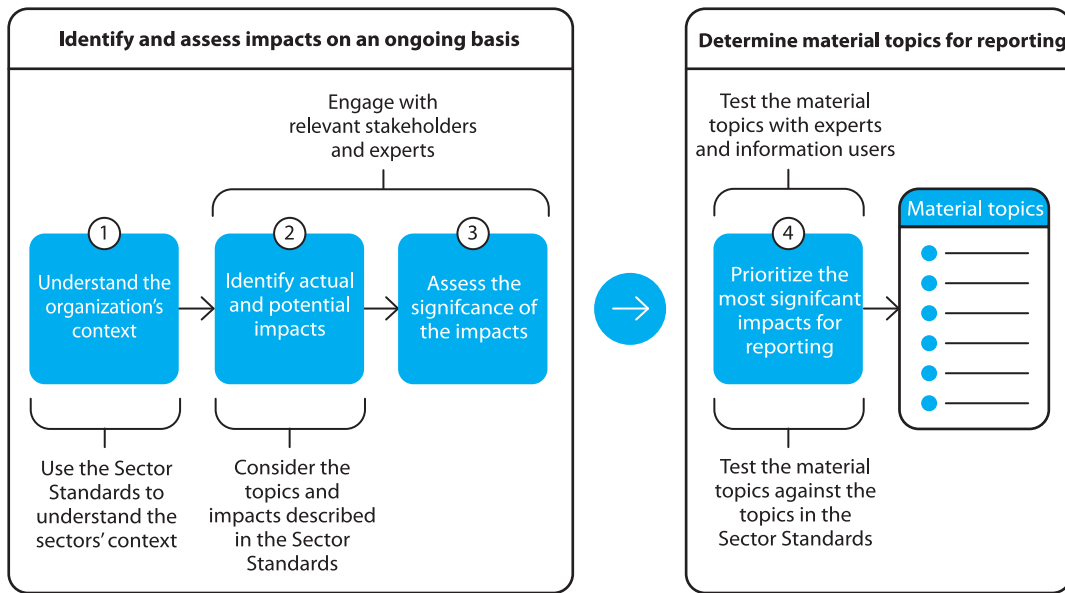 Identify and assess impacts on an ongoing basis
Engage with
relevant stakeholders
and experts
1
Understand the
organization's
context
2
Identify actual
and potential
impacts
3
Assess the
signifcance of
the impacts
Use the Sector
Standards to
understand the
sectors' context
Consider the
topics and
impacts described
in the Sector
Standards
Determine material topics for reporting
Test the material
topics with experts
and information users
4
Prioritize the
most signifcant
impacts for
reporting
Material topics
Test the material
topics against the
topics in the
Sector Standards